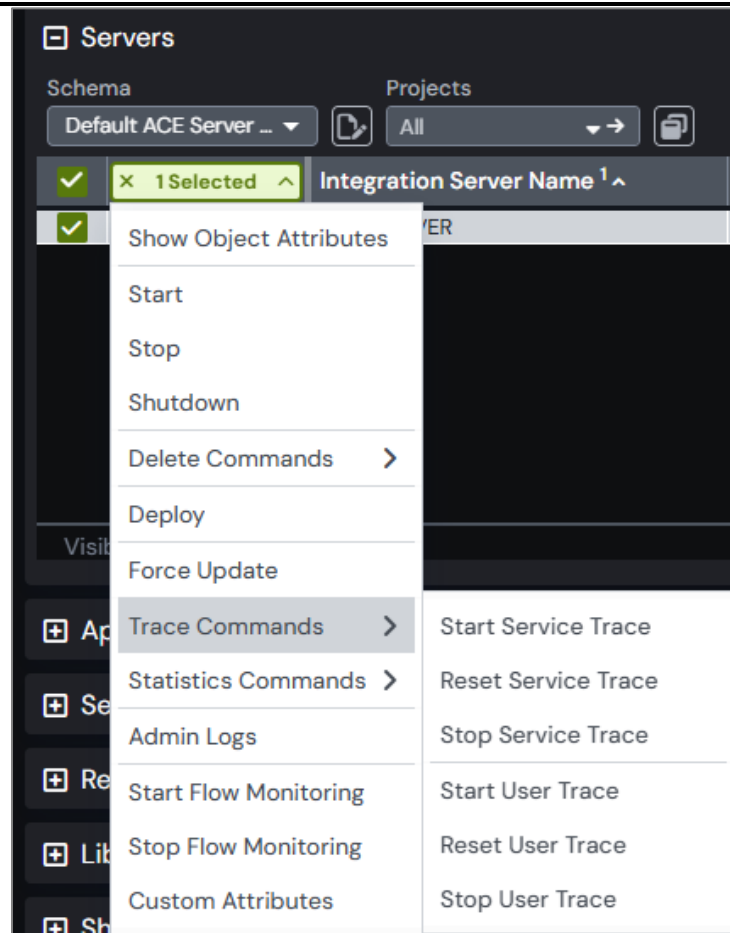 Servers
Schema Projects
Default ACE Server ... All
1 Selected Integration Server Name 1
Show Object Attributes
Start
Stop
Shutdown
Delete Commands
Deploy
Force Update
Trace Commands Start Service Trace
Statistics Commands Reset Service Trace
Admin Logs Stop Service Trace
Start Flow Monitoring Start User Trace
Stop Flow Monitoring Reset User Trace
Custom Attributes Stop User Trace